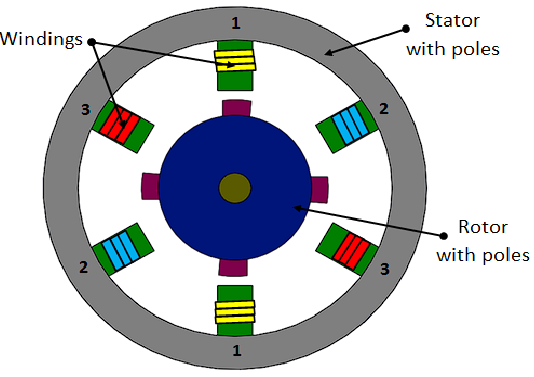 1
Stator
with poles
Windings
3
2
Rotor
with poles
2
3
1